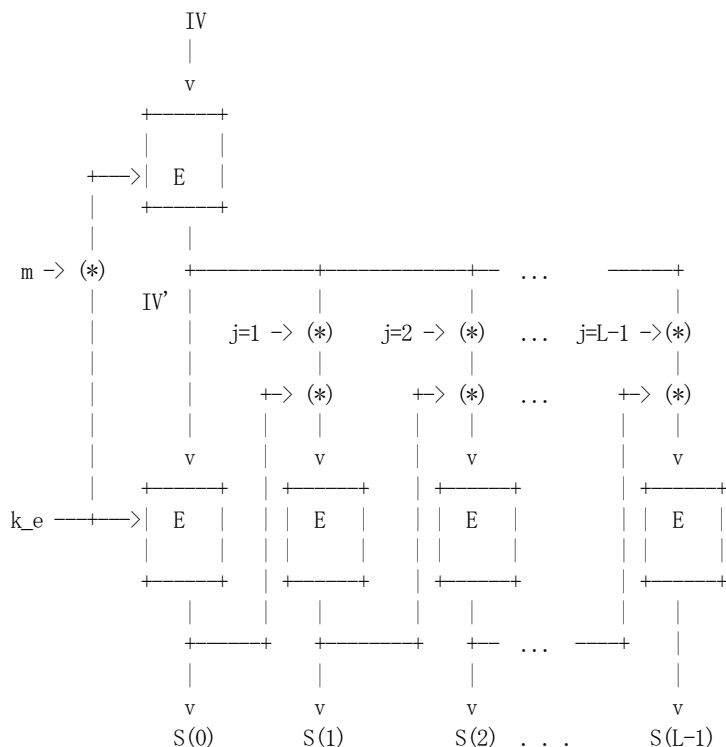 IV
E
m -> (*)
...
IV'
j=1 -> (*) j=2 -> (*) ... j=L-1 ->(*)
(*) (*) ... (*)
k_e E E E E
...
S(0) S(1) S(2) . . . S(L-1)